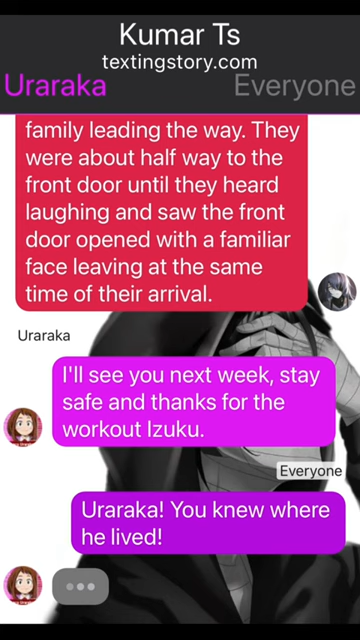 Kumar Ts
textingstory.com
Uraraka
Everyone
family leading the way. They
were about half way to the
front door until they heard
laughing and saw the front
door opened with a familiar
face leaving at the same
time of their arrival.
Uraraka
I'll see you next week, stay
safe and thanks for the
workout Izuku.
Everyone
Uraraka! You knew where
he lived!